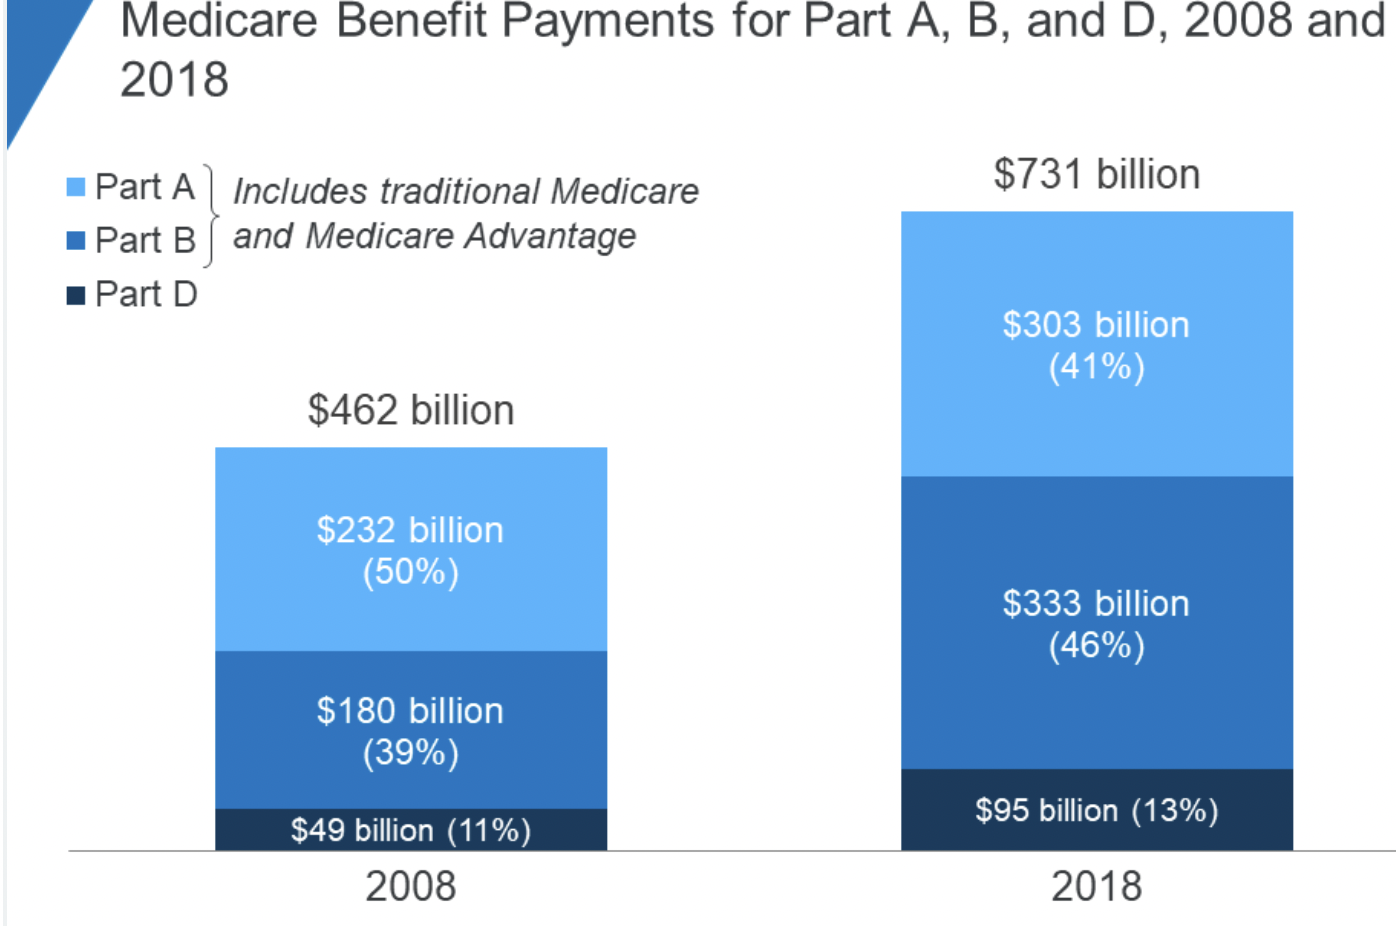 Medicare Benefit Payments for Part A, B, and D, 2008 and
2018
Part A
Part B
Part D
Includes traditional Medicare
and Medicare Advantage
$462 billion
$232 billion
(50%)
$180 billion
(39%)
$49 billion (11%)
2008
$731 billion
$303 billion
(41%)
$333 billion
(46%)
$95 billion (13%)
2018